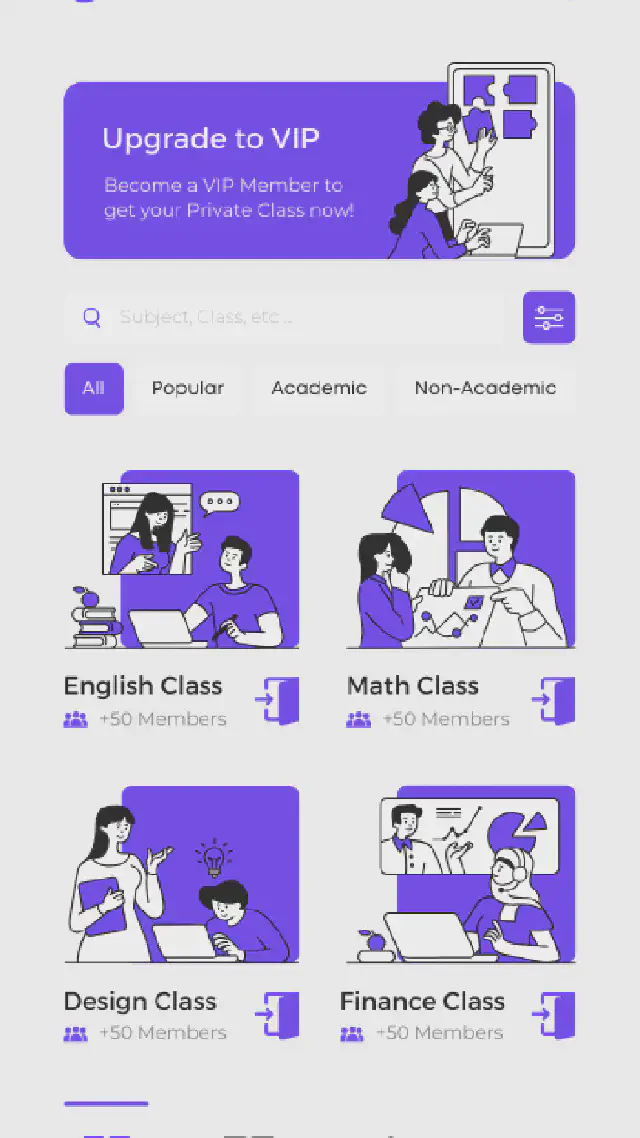 Upgrade to VIP
Become a VIP Member to
get your Private Class now!
Subject, Class, etc...
All
Popular
Academic
Non-Academic
English Class
+50 Members
Math Class
+50 Members
Design Class
+50 Members
Finance Class
+50 Members